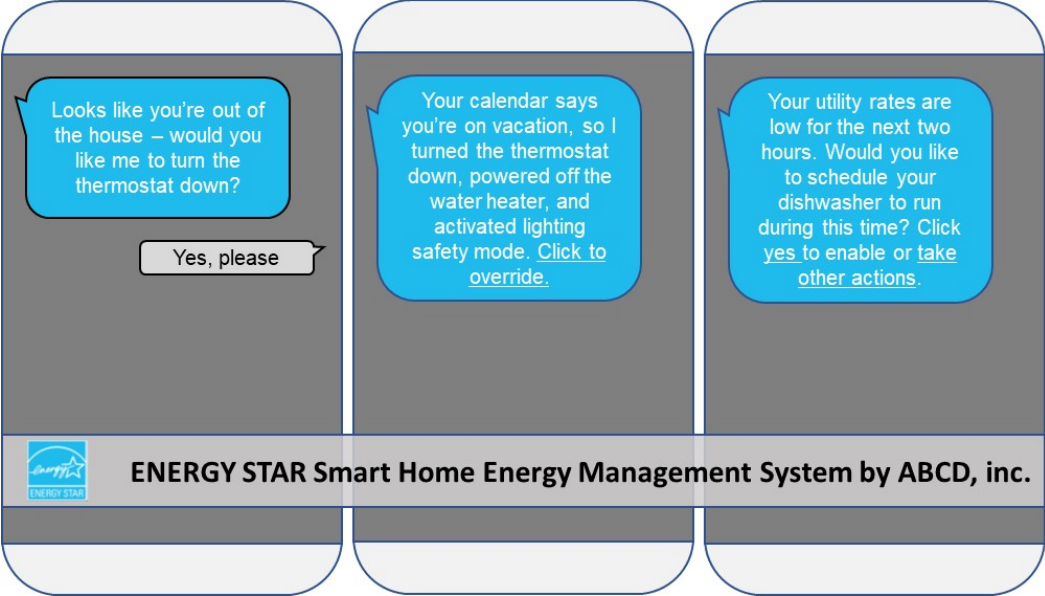 Looks like you’re out of
the house – would you
like me to turn the
thermostat down?
Yes, please
Your calendar says
you’re on vacation, so I
turned the thermostat
down, powered off the
water heater, and
activated lighting
safety mode. Click to
override.
Your utility rates are
low for the next two
hours. Would you like
to schedule your
dishwasher to run
during this time? Click
yes to enable or take
other actions.
energy
ENERGY STAR
ENERGY STAR Smart Home Energy Management System by ABCD, inc.